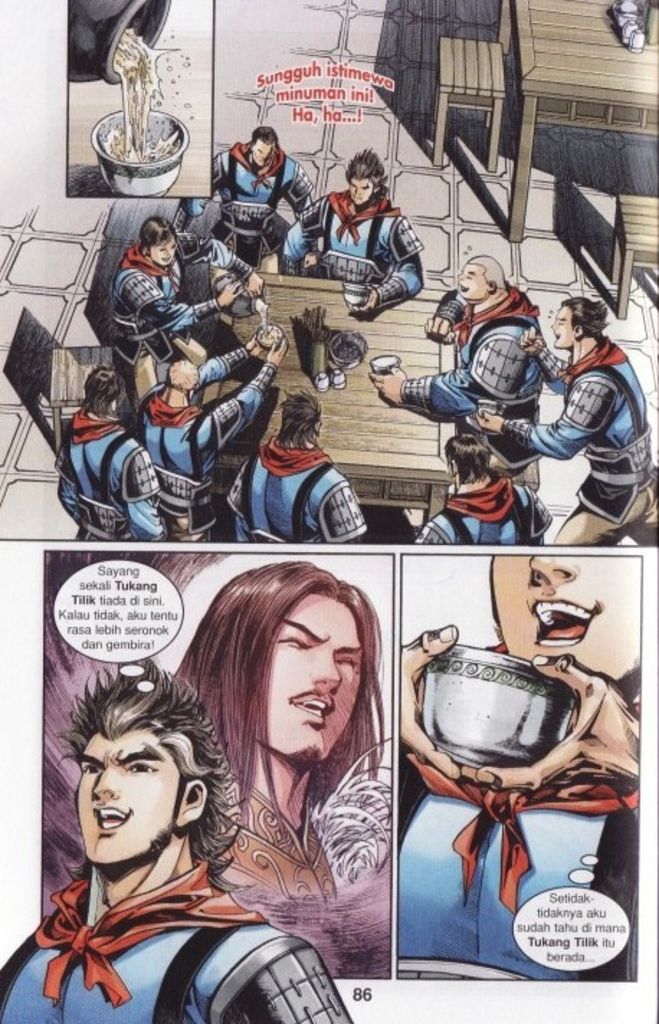 Sungguh istimewa
minuman ini!
Ha, ha...!
Sayang
sekali Tukang
Tilik tiada di sini.
Kalau tidak, aku tentu
rasa lebih seronok
dan gembira!
Setidak-
tidaknya aku
sudah tahu di mana
Tukang Tilik itu
berada...
86